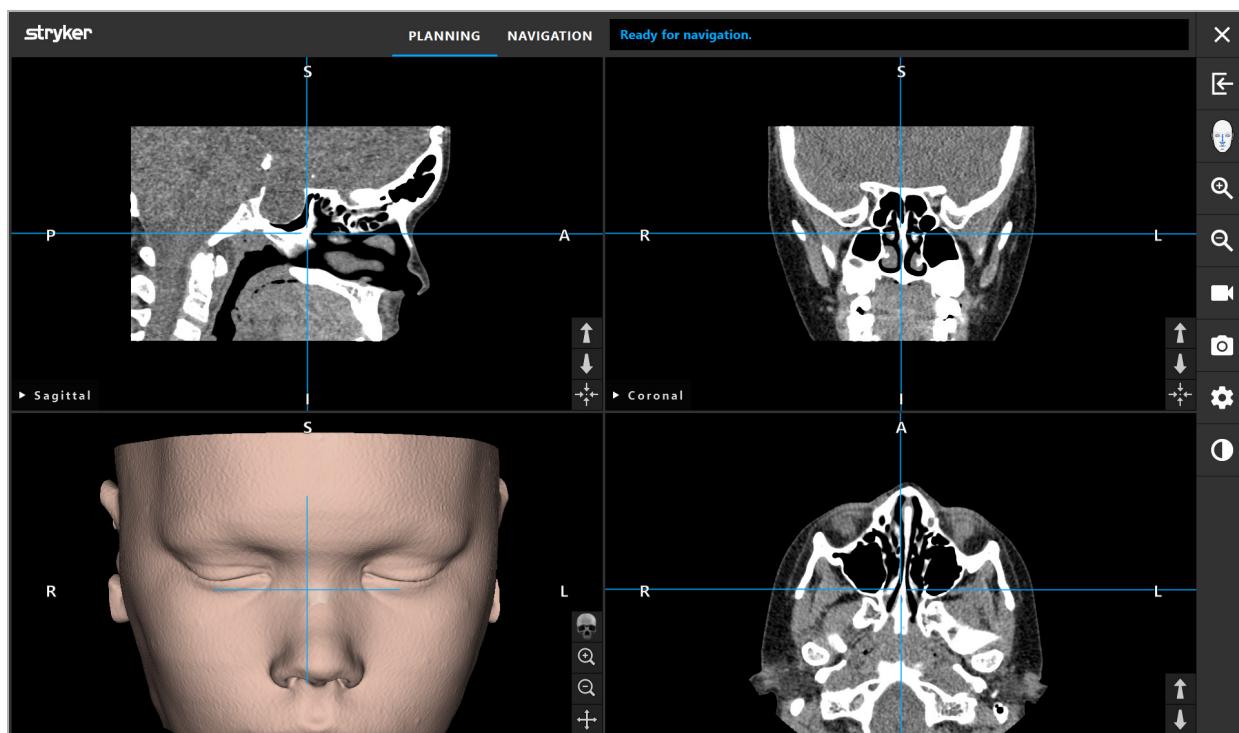 stryker
PLANNING NAVIGATION Ready for navigation.
S S
P A R L
Sagittal Coronal
I I
S A
R L R L